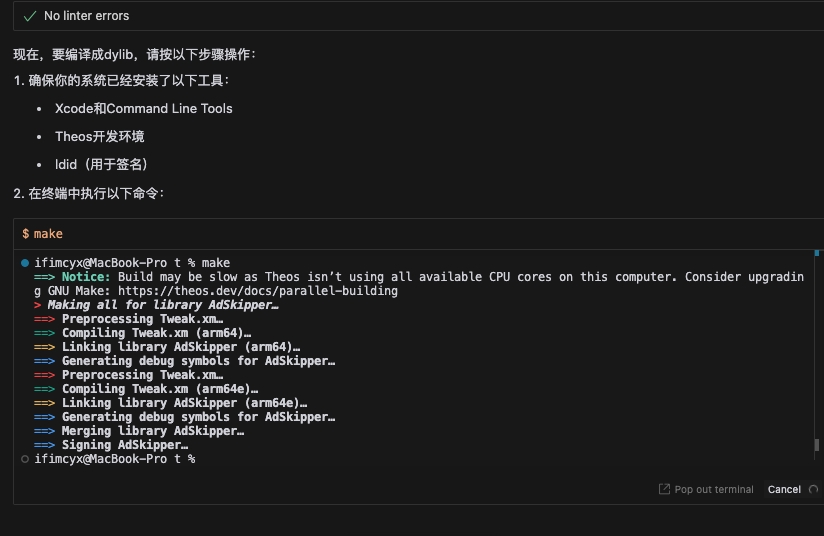 No linter errors
现在，要编译成dylib，请按以下步骤操作：
1. 确保你的系统已经安装了以下工具：
• Xcode和Command Line Tools
• Theos开发环境
• ldid（用于签名）
2. 在终端中执行以下命令：
$ make
ifimcyx@MacBook-Pro t % make
==> Notice: Build may be slow as Theos isn’t using all available CPU cores on this computer. Consider upgradin
g GNU Make: https://theos.dev/docs/parallel-building
> Making all for library AdSkipper…
==> Preprocessing Tweak.xm…
==> Compiling Tweak.xm (arm64)…
==> Linking library AdSkipper (arm64)…
==> Generating debug symbols for AdSkipper…
==> Preprocessing Tweak.xm…
==> Compiling Tweak.xm (arm64e)…
==> Linking library AdSkipper (arm64e)…
==> Generating debug symbols for AdSkipper…
==> Merging library AdSkipper…
==> Signing AdSkipper…
ifimcyx@MacBook-Pro t %
Pop out terminal Cancel